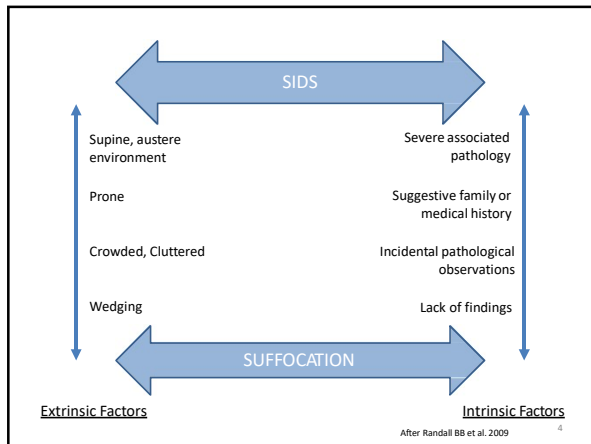 SIDS
Supine, austere
environment
Severe associated
pathology
Prone
Suggestive family or
medical history
Crowded, Cluttered
Incidental pathological
observations
Wedging
Lack of findings
SUFFOCATION
Extrinsic Factors
Intrinsic Factors
After Randall BB et al. 2009
4